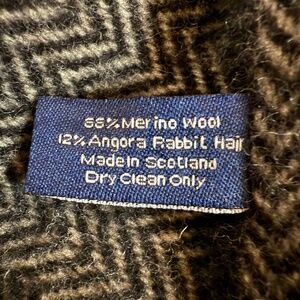 88% Merino Wool
12% Angora Rabbit Hair
Made In Scotland
Dry Clean Only